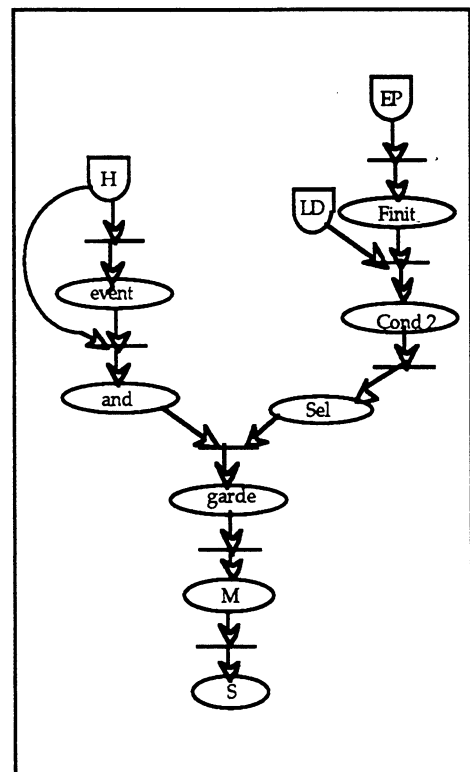 EP
H
LD
Finit
event
Cond 2
and
Sel
garde
M
S